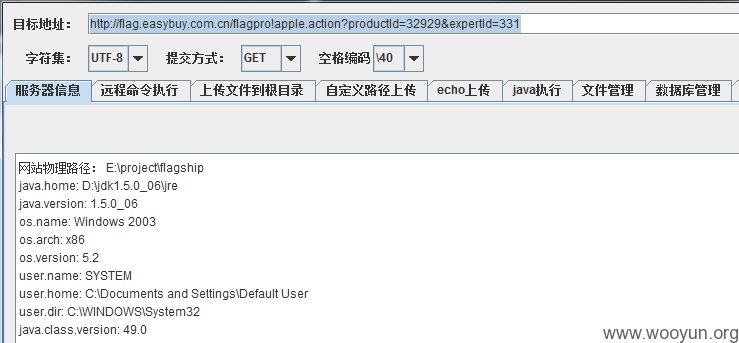 目标地址: http://flag.easybuy.com.cn/flagpro!apple.action?productId=32929&expertId=331
字符集: UTF-8 提交方式: GET 空格编码 \40
服务器信息 远程命令执行 上传文件到根目录 自定义路径上传 echo上传 java执行 文件管理 数据库管理
网站物理路径: E:\project\flagship
java.home: D:\jdk1.5.0_06\jre
java.version: 1.5.0_06
os.name: Windows 2003
os.arch: x86
os.version: 5.2
user.name: SYSTEM
user.home: C:\Documents and Settings\Default User
user.dir: C:\WINDOWS\System32
java.class.version: 49.0
www.wooyun.org